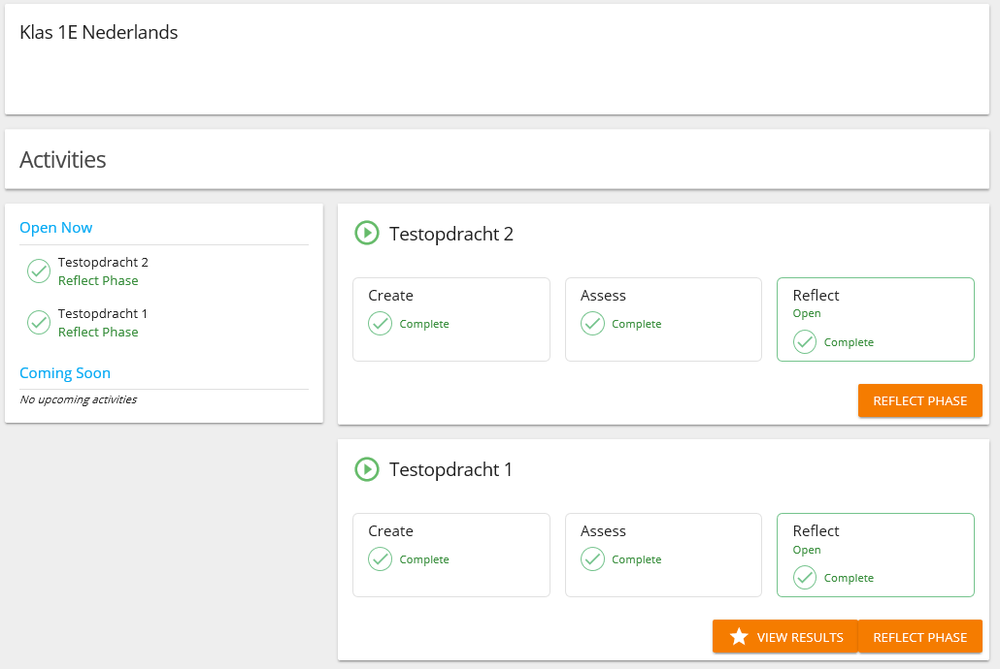 Klas 1E Nederlands
Activities
Open Now
Testopdracht 2
Reflect Phase
Testopdracht 1
Reflect Phase
Coming Soon
No upcoming activities
Testopdracht 2
Create
Complete
Assess
Complete
Reflect
Open
Complete
REFLECT PHASE
Testopdracht 1
Create
Complete
Assess
Complete
Reflect
Open
Complete
VIEW RESULTS
REFLECT PHASE